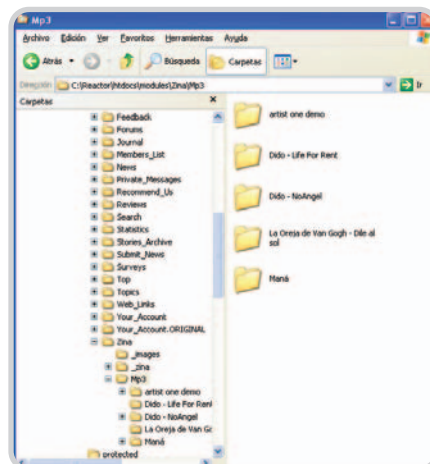 Mp3
Archivo Edición Ver Favoritos Herramientas Ayuda
Atrás Búsqueda Carpetas
Dirección C:\Reactor\htdocs\modules\Zina\Mp3 Ir
Carpetas
Feedback
Forums
Journal
Members_List
News
Private_Messages
Recommend_Us
Reviews
Search
Statistics
Stories_Archive
Submit_News
Surveys
Top
Topics
Web_Links
Your_Account
Your_Account.ORIGINAL
Zina
_images
_zina
Mp3
artist one demo
Dido - Life For Rent
Dido - NoAngel
La Oreja de Van Go
Maná
protected
artist one demo
Dido - Life For Rent
Dido - NoAngel
La Oreja de Van Gogh - Dile al
sol
Maná